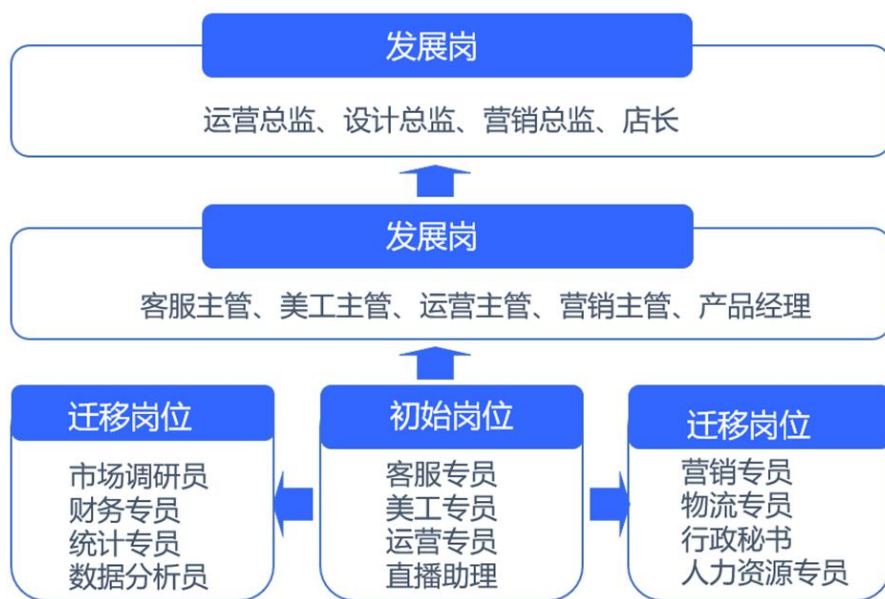 发展岗
运营总监、设计总监、营销总监、店长
发展岗
客服主管、美工主管、运营主管、营销主管、产品经理
迁移岗位
市场调研员
财务专员
统计专员
数据分析员
初始岗位
客服专员
美工专员
运营专员
直播助理
迁移岗位
营销专员
物流专员
行政秘书
人力资源专员